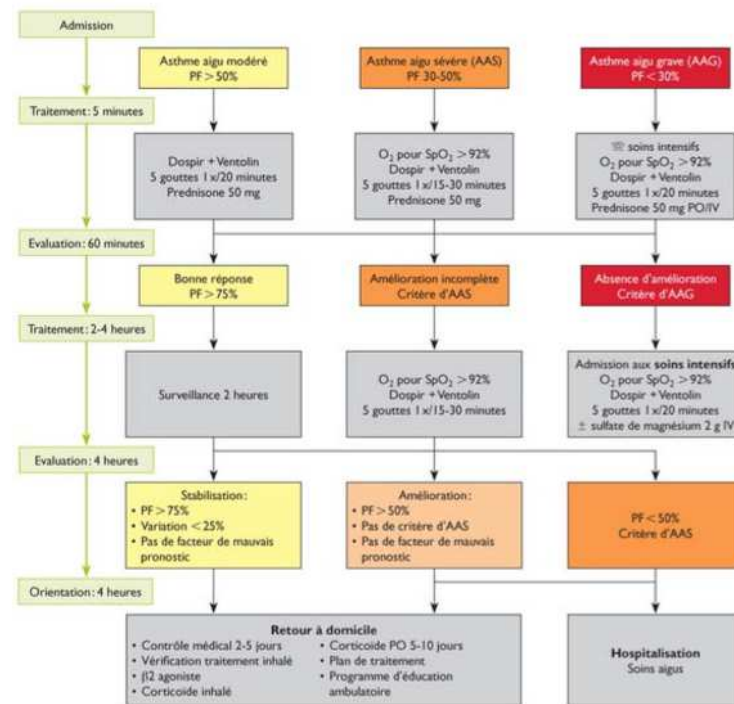 Admission
Asthme aigu modéré
PF > 50%
Asthme aigu sévère (AAS)
PF 30-50%
Asthme aigu grave (AAG)
PF < 30%
Traitement: 5 minutes
Dospir + Ventolin
5 gouttes 1x/20 minutes
Prednisone 50 mg
O₂ pour SpO₂ > 92%
Dospir + Ventolin
5 gouttes 1x/15-30 minutes
Prednisone 50 mg
☏ soins intensifs
O₂ pour SpO₂ > 92%
Dospir + Ventolin
5 gouttes 1x/20 minutes
Prednisone 50 mg PO/IV
Evaluation: 60 minutes
Bonne réponse
PF > 75%
Amélioration incomplète
Critère d'AAS
Absence d'amélioration
Critère d'AAG
Traitement: 2-4 heures
Surveillance 2 heures
O₂ pour SpO₂ > 92%
Dospir + Ventolin
5 gouttes 1x/15-30 minutes
Admission aux soins intensifs
O₂ pour SpO₂ > 92%
Dospir + Ventolin
5 gouttes 1x/20 minutes
± sulfate de magnésium 2 g IV
Evaluation: 4 heures
Stabilisation:
• PF > 75%
• Variation < 25%
• Pas de facteur de mauvais
pronostic
Amélioration:
• PF > 50%
• Pas de critère d'AAS
• Pas de facteur de mauvais
pronostic
PF < 50%
Critère d'AAS
Orientation: 4 heures
Retour à domicile
• Contrôle médical 2-5 jours
• Vérification traitement inhalé
• β2 agoniste
• Corticoïde inhalé
• Corticoïde PO 5-10 jours
• Plan de traitement
• Programme d'éducation
ambulatoire
Hospitalisation
Soins aigus